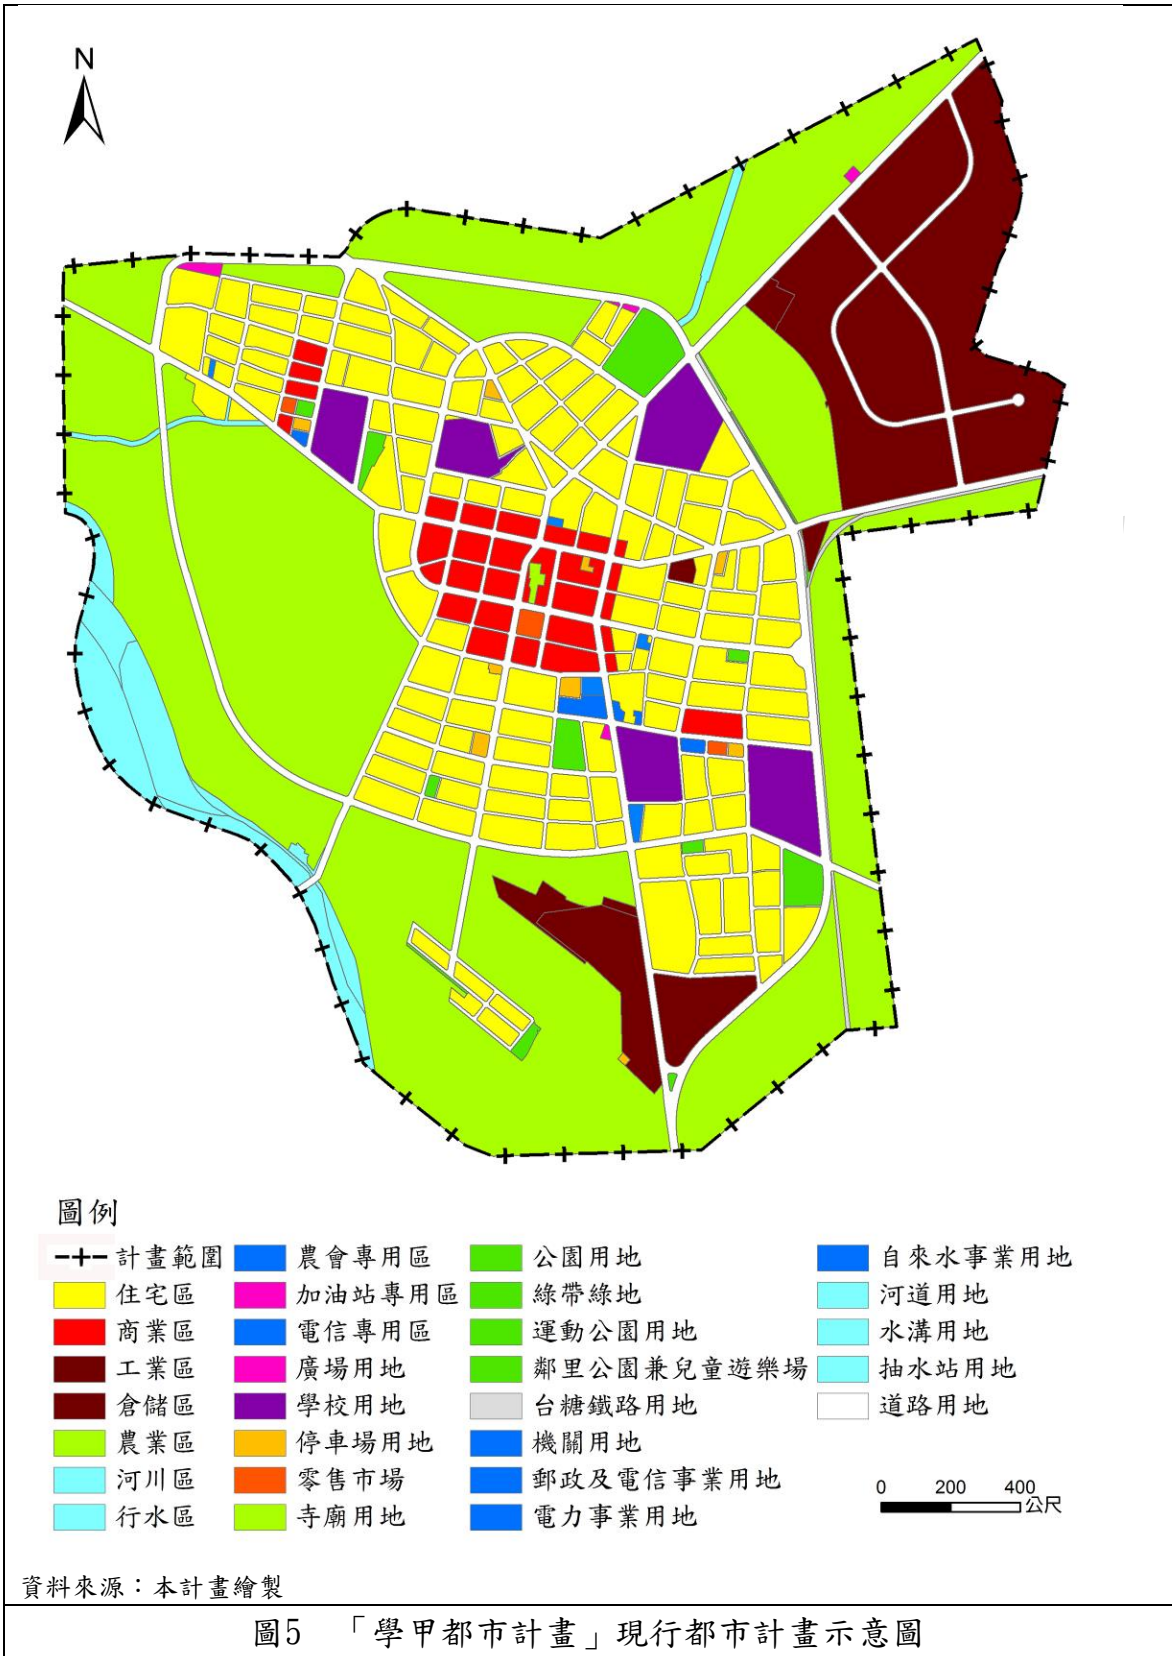 N
圖例
計畫範圍
住宅區
商業區
工業區
倉儲區
農業區
河川區
行水區
農會專用區
加油站專用區
電信專用區
廣場用地
學校用地
停車場用地
零售市場
寺廟用地
公園用地
綠帶綠地
運動公園用地
鄰里公園兼兒童遊樂場
台糖鐵路用地
機關用地
郵政及電信事業用地
電力事業用地
自來水事業用地
河道用地
水溝用地
抽水站用地
道路用地
0 200 400
公尺
資料來源：本計畫繪製
圖5 「學甲都市計畫」現行都市計畫示意圖